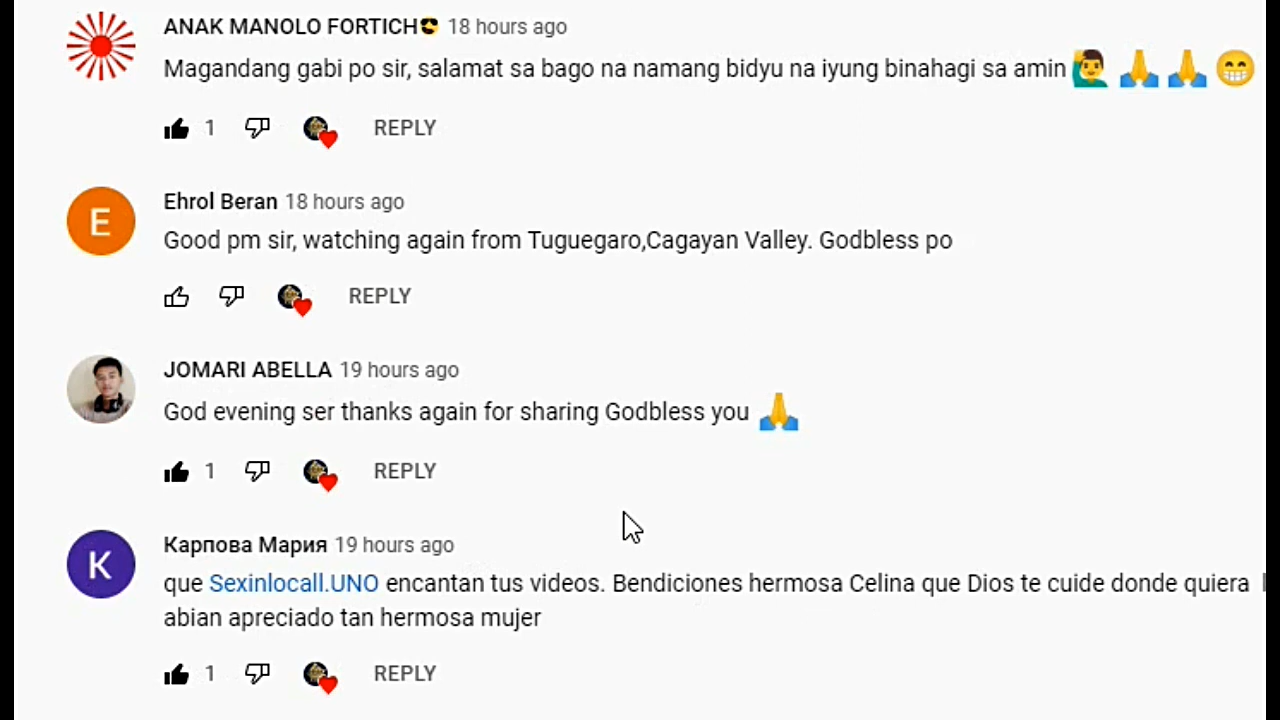 ANAK MANOLO FORTICH😎 18 hours ago
Magandang gabi po sir, salamat sa bago na namang bidyu na iyung binahagi sa amin 🙋‍♂️ 🙏 🙏 😁
1 REPLY
E
Ehrol Beran 18 hours ago
Good pm sir, watching again from Tuguegaro,Cagayan Valley. Godbless po
REPLY
JOMARI ABELLA 19 hours ago
God evening ser thanks again for sharing Godbless you 🙏
1 REPLY
К
Карпова Мария 19 hours ago
que Sexinlocall.UNO encantan tus videos. Bendiciones hermosa Celina que Dios te cuide donde quiera
abian apreciado tan hermosa mujer
1 REPLY